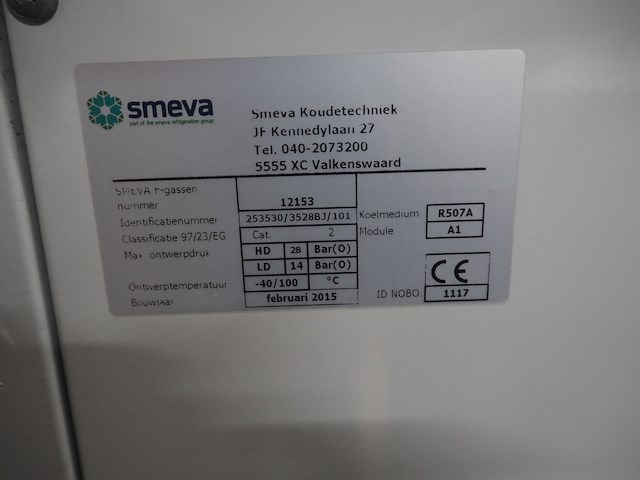 smeva
part of the smeva refrigeration group
Smeva Koudetechniek
JF Kennedylaan 27
Tel. 040-2073200
5555 XC Valkenswaard
SMEVA F-gassen
nummer 12153
Identificatienummer 253530/3528BJ/101 Koelmedium R507A
Classificatie 97/23/EG Cat. 2 Module A1
Max ontwerpdruk HD 28 Bar(O)
LD 14 Bar(O)
Ontwerptemperatuur -40/100 °C
Bouwjaar februari 2015
CE
ID NOBO: 1117